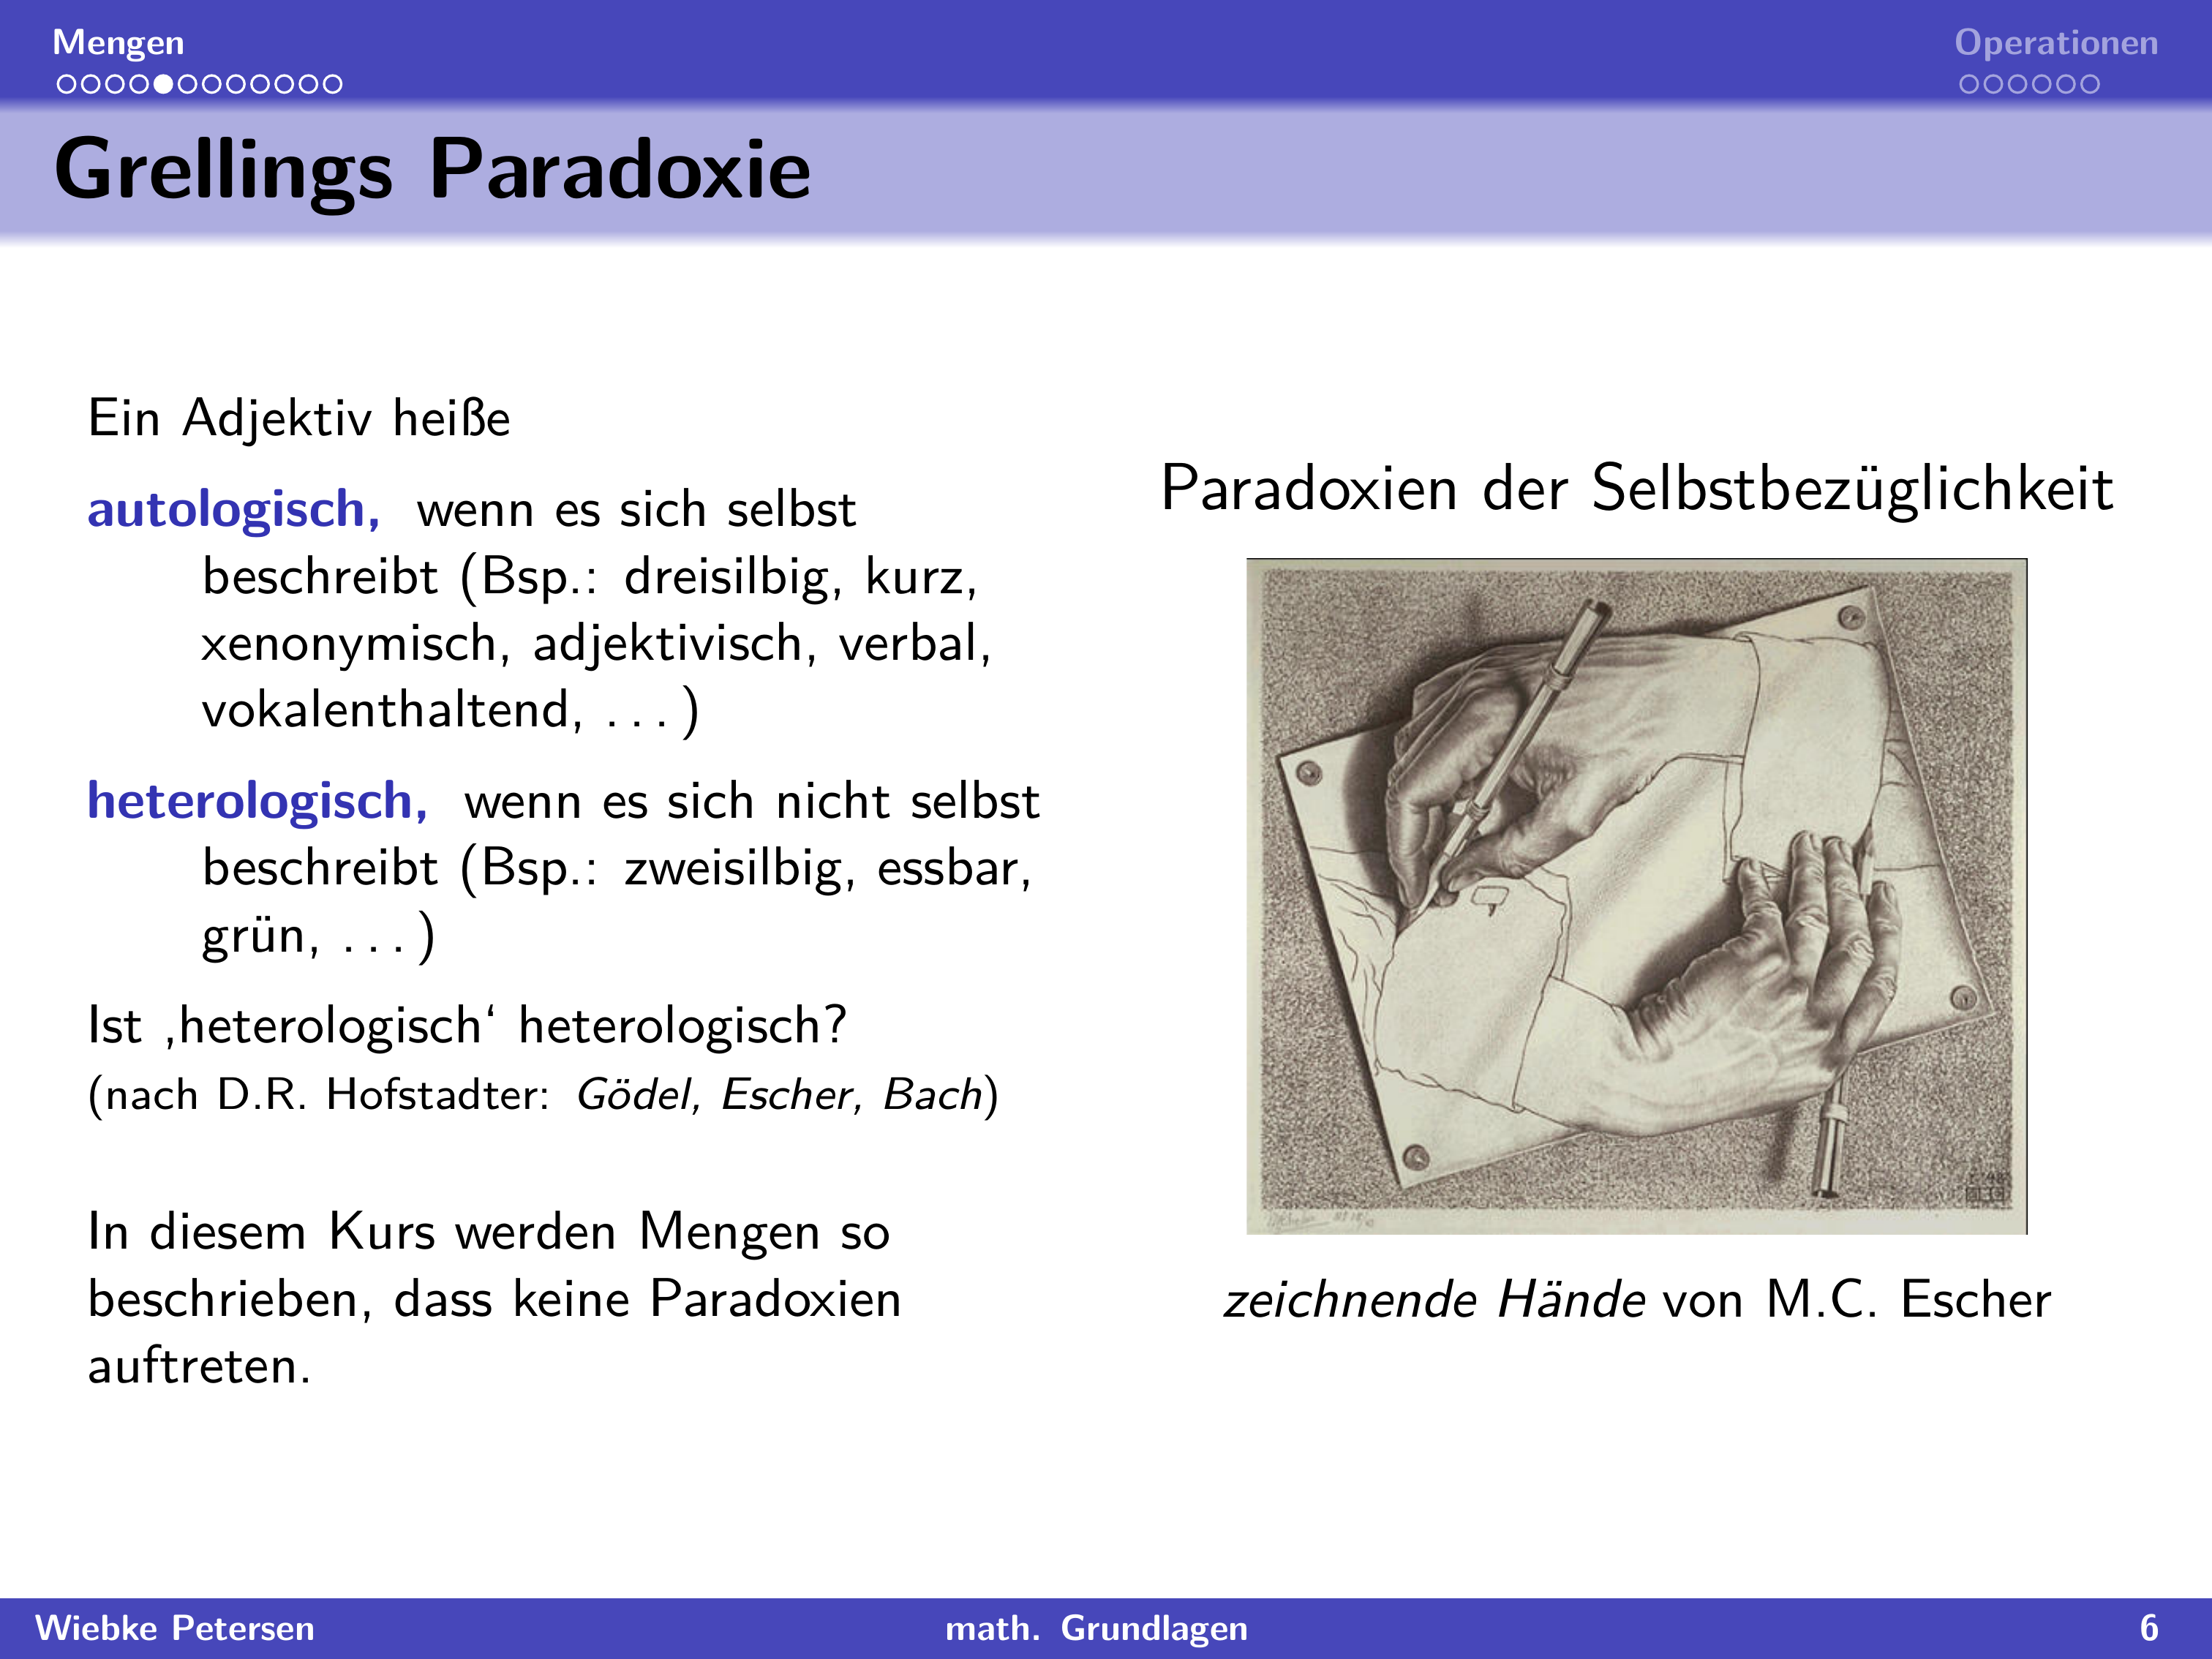 Mengen
Operationen
Grellings Paradoxie
Ein Adjektiv heiße
autologisch, wenn es sich selbst
beschreibt (Bsp.: dreisilbig, kurz,
xenonymisch, adjektivisch, verbal,
vokalenthaltend, . . . )
heterologisch, wenn es sich nicht selbst
beschreibt (Bsp.: zweisilbig, essbar,
grün, . . . )
Ist ‚heterologisch‘ heterologisch?
(nach D.R. Hofstadter: Gödel, Escher, Bach)
In diesem Kurs werden Mengen so
beschrieben, dass keine Paradoxien
auftreten.
Paradoxien der Selbstbezüglichkeit
zeichnende Hände von M.C. Escher
Wiebke Petersen
math. Grundlagen
6